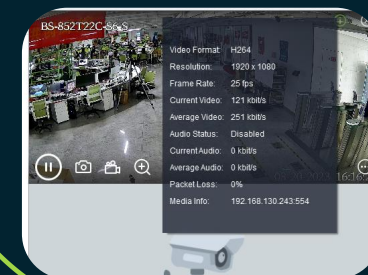 BS-852T22C-S6-S
Video Format: H264
Resolution: 1920 x 1080
Frame Rate: 25 fps
Current Video: 121 kbit/s
Average Video: 251 kbit/s
Audio Status: Disabled
Current Audio: 0 kbit/s
Average Audio: 0 kbit/s
Packet Loss: 0%
Media Info: 192.168.130.243:554